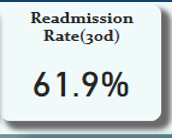 Readmission
Rate(30d)
61.9%